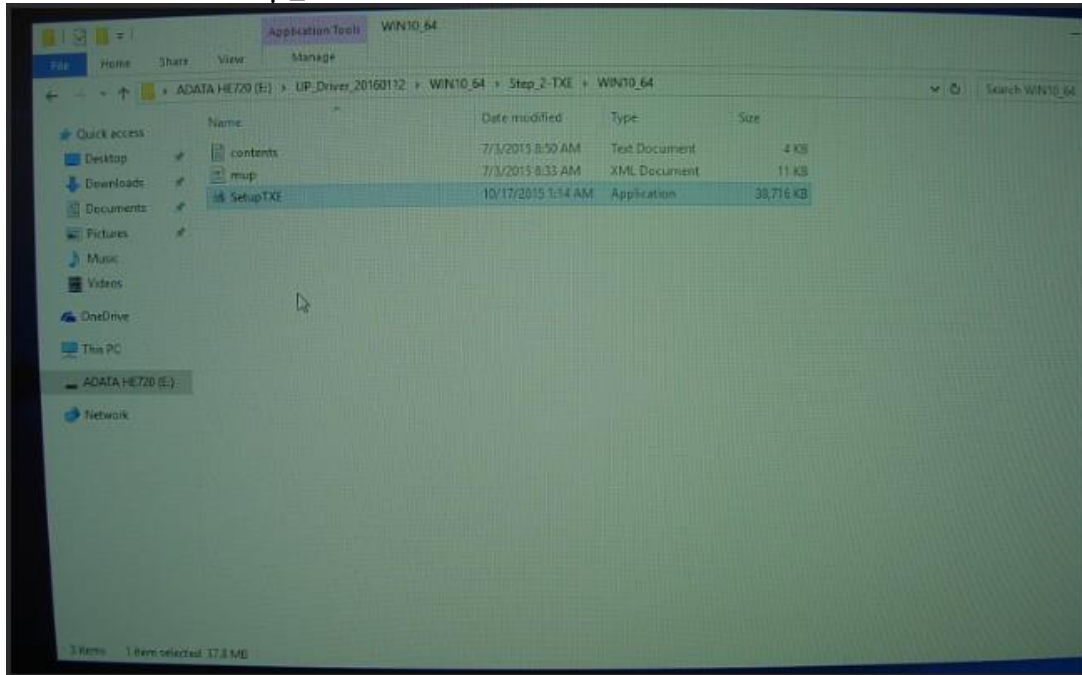 Application Tools WIN10_64
File Home Share View Manage
ADATA HE720 (E:) › UP_Driver_20160112 › WIN10_64 › Step_2-TXE › WIN10_64 Search WIN10_64
Name Date modified Type Size
Quick access
Desktop
Downloads
Documents
Pictures
Music
Videos
OneDrive
This PC
ADATA HE720 (E:)
Network
contents 7/3/2015 8:50 AM Text Document 4 KB
mup 7/3/2015 8:33 AM XML Document 11 KB
SetupTXE 10/17/2015 1:14 AM Application 38,716 KB
3 items 1 item selected 37.8 MB